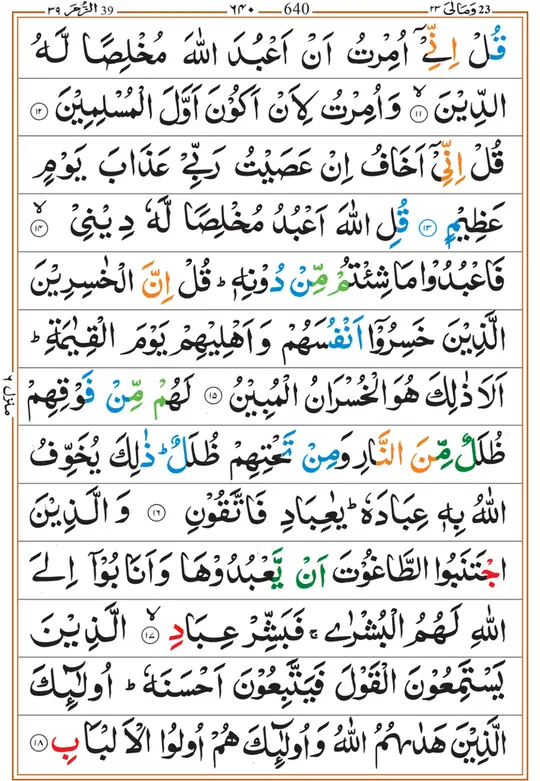 23 وَمَالِیَ ٢٣ 640 ٦٤٠ 39 اَلزُّمَر ٣٩
قُلْ اِنِّیْۤ اُمِرْتُ اَنْ اَعْبُدَ اللّٰهَ مُخْلِصًا لَّهُ
الدِّیْنَ ۙ‏﴿۱۱﴾ وَاُمِرْتُ لِاَنْ اَكُوْنَ اَوَّلَ الْمُسْلِمِیْنَ ﴿۱۲﴾
قُلْ اِنِّیْۤ اَخَافُ اِنْ عَصَیْتُ رَبِّیْ عَذَابَ یَوْمٍ
عَظِیْمٍ ﴿۱۳﴾ قُلِ اللّٰهَ اَعْبُدُ مُخْلِصًا لَّهٗ دِیْنِیْ ۙ﴿۱۴﴾
فَاعْبُدُوْا مَا شِئْتُمْ مِّنْ دُوْنِهٖ ؕ قُلْ اِنَّ الْخٰسِرِیْنَ
الَّذِیْنَ خَسِرُوْۤا اَنْفُسَهُمْ وَاَهْلِیْهِمْ یَوْمَ الْقِیٰمَةِ ؕ
اَلَا ذٰلِكَ هُوَ الْخُسْرَانُ الْمُبِیْنُ ﴿۱۵﴾ لَهُمْ مِّنْ فَوْقِهِمْ
ظُلَلٌ مِّنَ النَّارِ وَمِنْ تَحْتِهِمْ ظُلَلٌ ؕ ذٰلِكَ یُخَوِّفُ
اللّٰهُ بِهٖ عِبَادَهٗ ؕ یٰعِبَادِ فَاتَّقُوْنِ ﴿۱۶﴾ وَالَّذِیْنَ
اجْتَنَبُوا الطَّاغُوْتَ اَنْ یَّعْبُدُوْهَا وَاَنَابُوْۤا اِلَی
اللّٰهِ لَهُمُ الْبُشْرٰی ۚ فَبَشِّرْ عِبَادِ ۙ﴿۱۷﴾ الَّذِیْنَ
یَسْتَمِعُوْنَ الْقَوْلَ فَیَتَّبِعُوْنَ اَحْسَنَهٗ ؕ اُولٰٓئِكَ
الَّذِیْنَ هَدٰىهُمُ اللّٰهُ وَاُولٰٓئِكَ هُمْ اُولُوا الْاَلْبَابِ ﴿۱۸﴾
منزل ٦